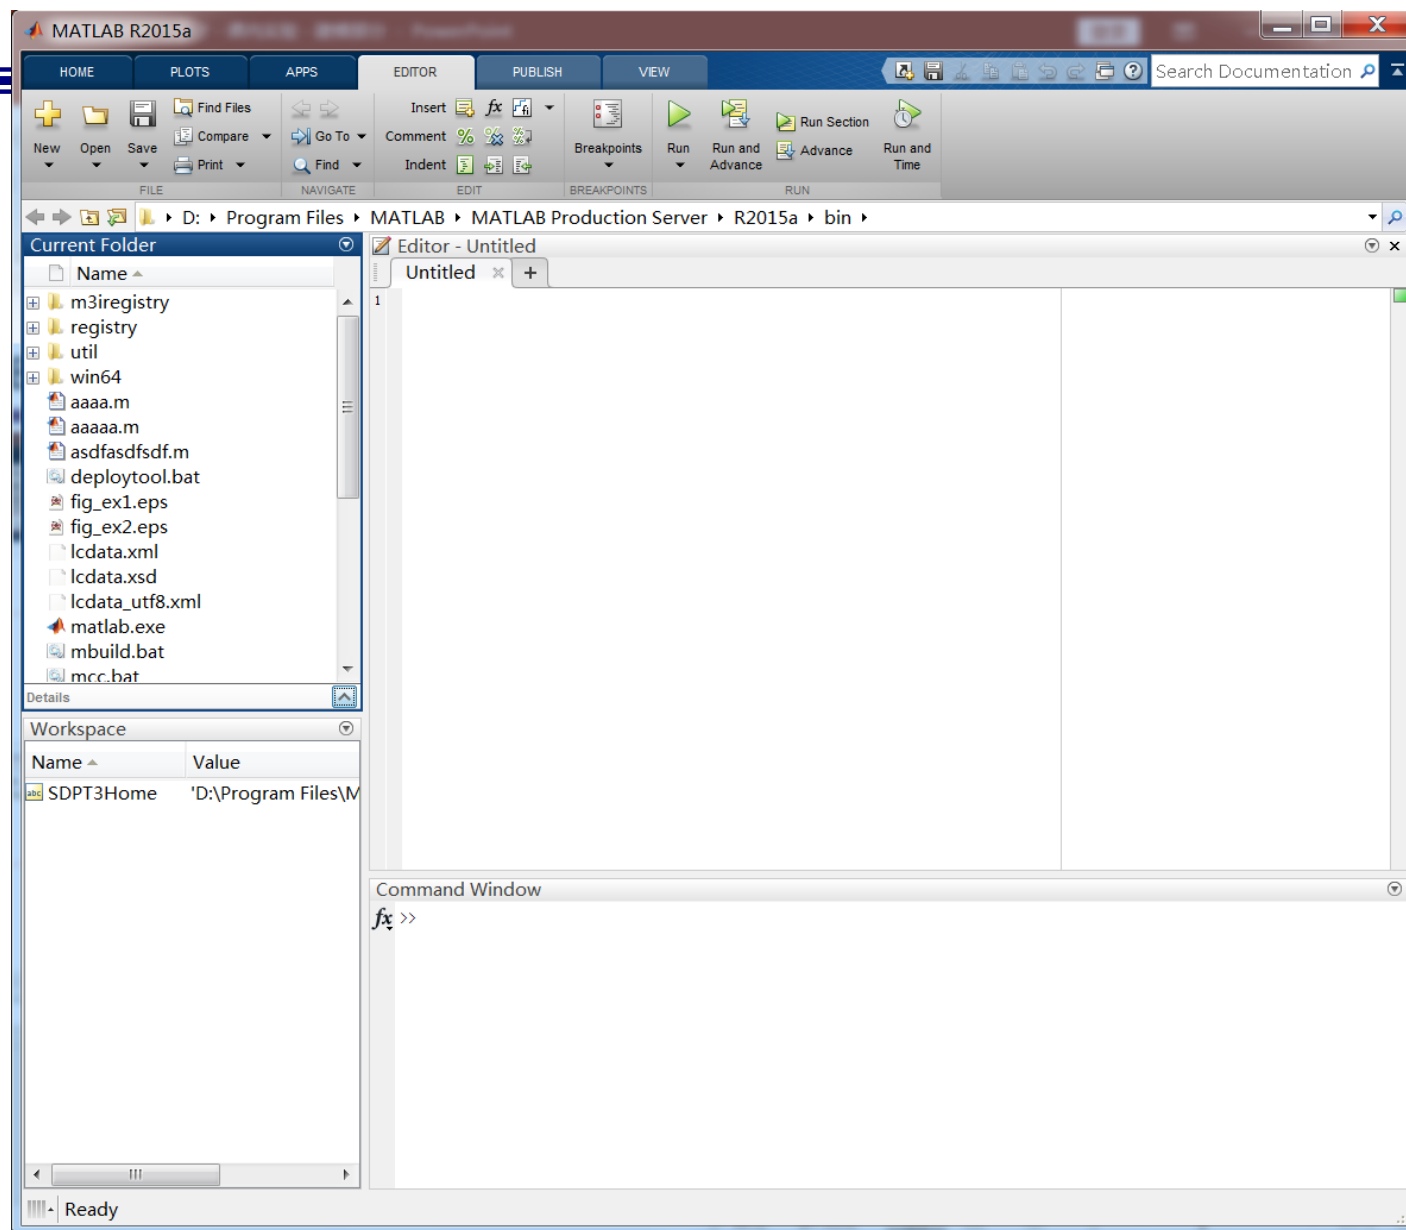 MATLAB R2015a
HOME PLOTS APPS EDITOR PUBLISH VIEW Search Documentation
New Open Save Find Files Compare Print
Go To Find
Insert fx fi
Comment
Indent
Breakpoints
Run Run and Advance Run Section Advance Run and Time
FILE NAVIGATE EDIT BREAKPOINTS RUN
D: Program Files MATLAB MATLAB Production Server R2015a bin
Current Folder
Name
m3iregistry
registry
util
win64
aaaa.m
aaaaa.m
asdfasdfsdf.m
deploytool.bat
fig_ex1.eps
fig_ex2.eps
lcdata.xml
lcdata.xsd
lcdata_utf8.xml
matlab.exe
mbuild.bat
mcc.bat
Details
Workspace
Name Value
abc SDPT3Home 'D:\Program Files\M
Editor - Untitled
Untitled +
1
Command Window
fx >>
Ready